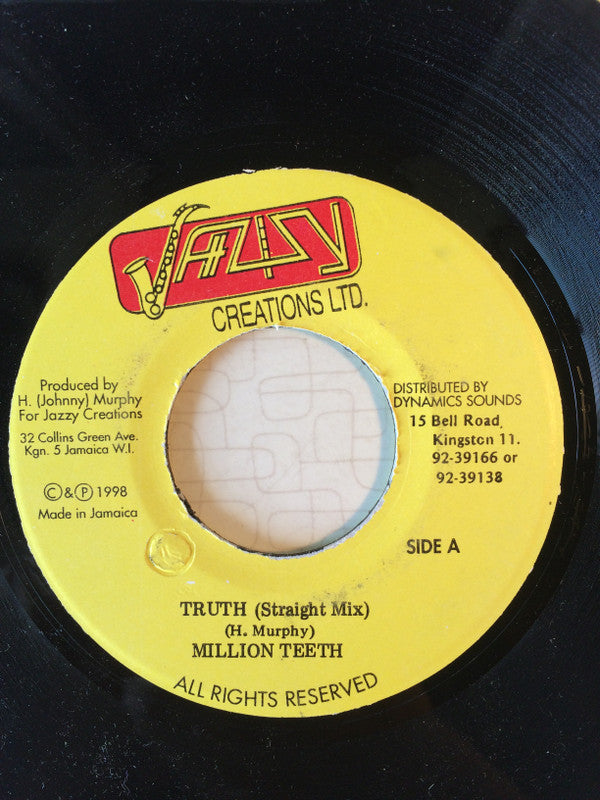 JAZZY
CREATIONS LTD.
Produced by
H. (Johnny) Murphy
For Jazzy Creations
32 Collins Green Ave.
Kgn. 5 Jamaica W.I.
©&℗ 1998
Made in Jamaica
DISTRIBUTED BY
DYNAMICS SOUNDS
15 Bell Road,
Kingston 11.
92-39166 or
92-39138
SIDE A
TRUTH (Straight Mix)
(H. Murphy)
MILLION TEETH
ALL RIGHTS RESERVED